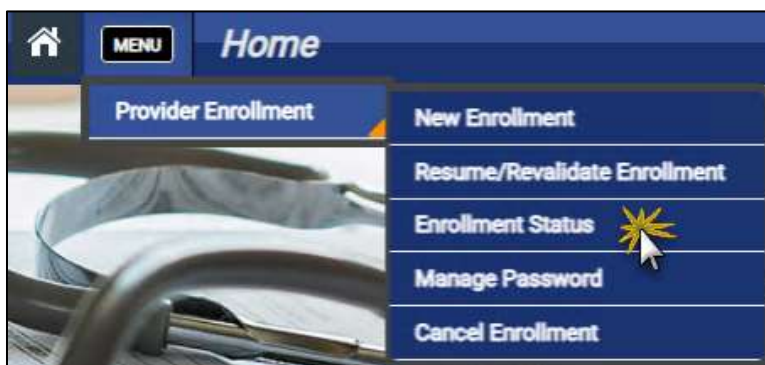 MENU Home
Provider Enrollment
New Enrollment
Resume/Revalidate Enrollment
Enrollment Status
Manage Password
Cancel Enrollment